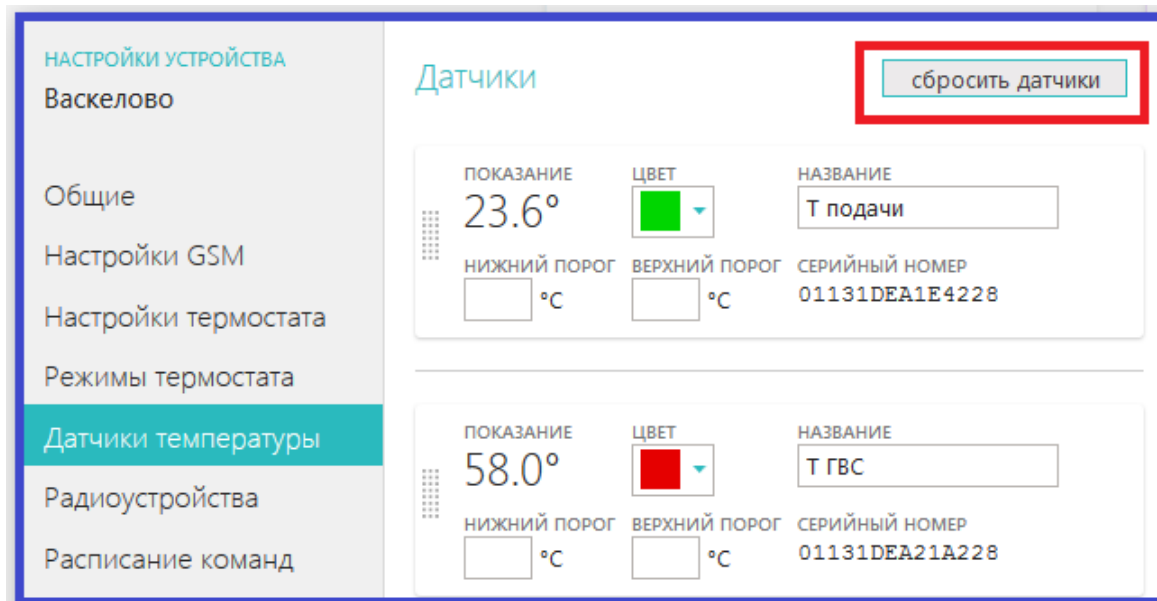 НАСТРОЙКИ УСТРОЙСТВА
Васкелово
Общие
Настройки GSM
Настройки термостата
Режимы термостата
Датчики температуры
Радиоустройства
Расписание команд
Датчики
сбросить датчики
ПОКАЗАНИЕ ЦВЕТ НАЗВАНИЕ
23.6° Т подачи
НИЖНИЙ ПОРОГ ВЕРХНИЙ ПОРОГ СЕРИЙНЫЙ НОМЕР
°C °C 01131DEA1E4228
ПОКАЗАНИЕ ЦВЕТ НАЗВАНИЕ
58.0° Т ГВС
НИЖНИЙ ПОРОГ ВЕРХНИЙ ПОРОГ СЕРИЙНЫЙ НОМЕР
°C °C 01131DEA21A228